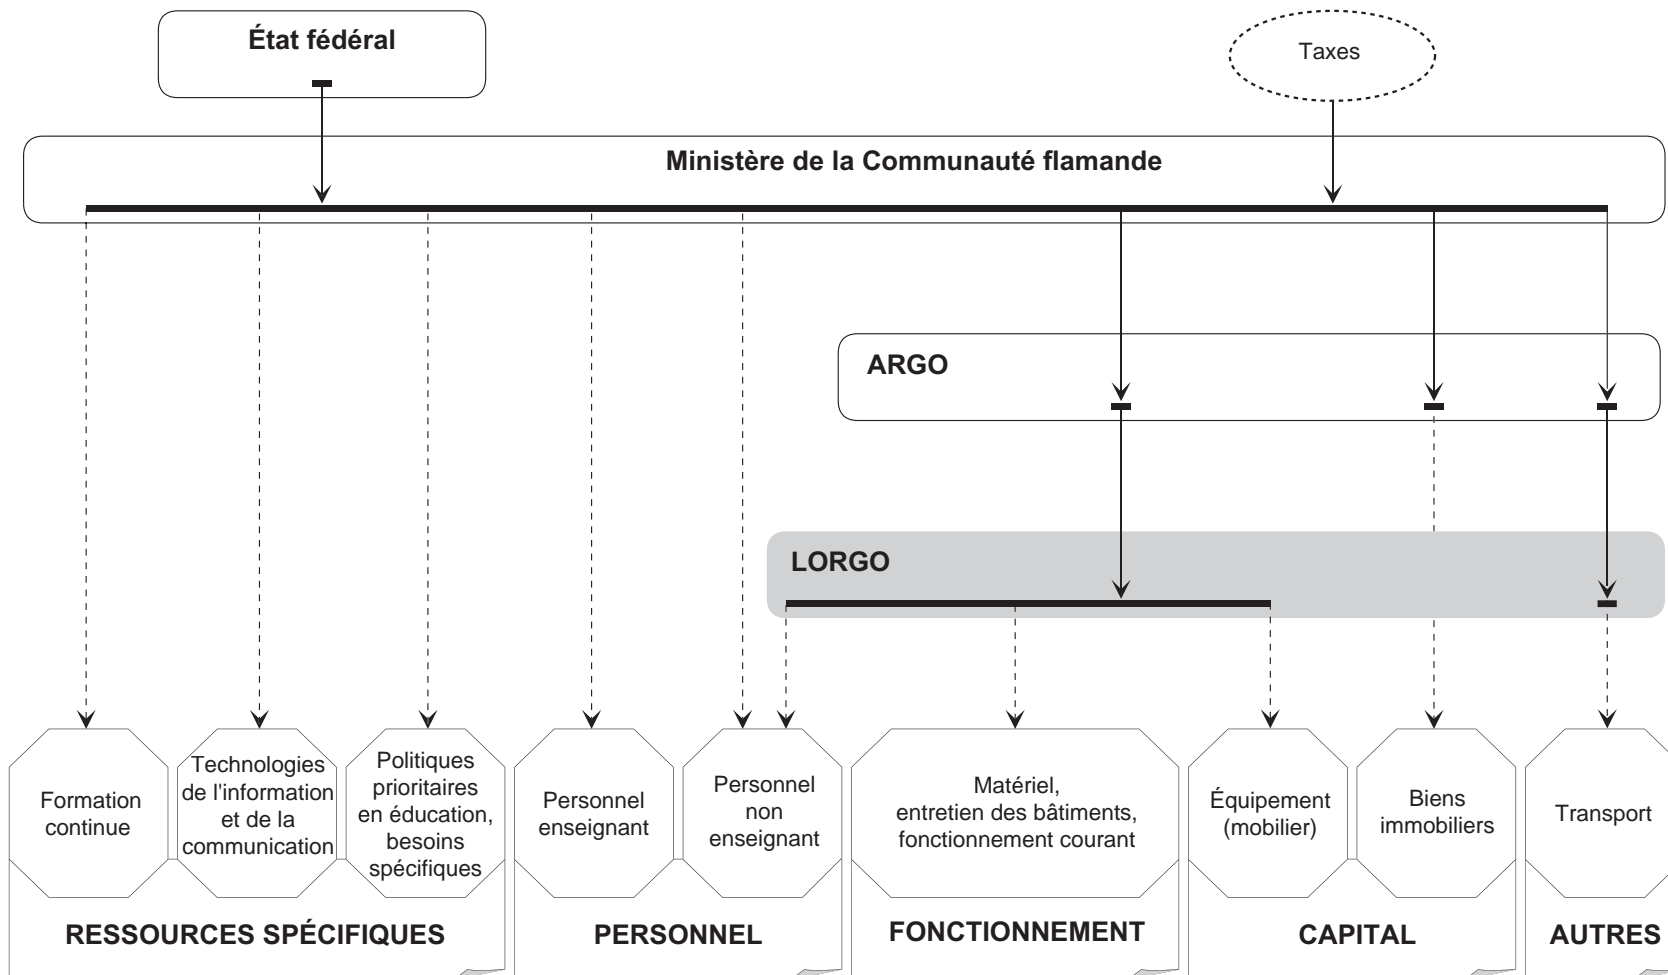 État fédéral
Taxes
Ministère de la Communauté flamande
ARGO
LORGO
Formation
continue
Technologies
de l'information
et de la
communication
Politiques
prioritaires
en éducation,
besoins
spécifiques
Personnel
enseignant
Personnel
non
enseignant
Matériel,
entretien des bâtiments,
fonctionnement courant
Équipement
(mobilier)
Biens
immobiliers
Transport
RESSOURCES SPÉCIFIQUES
PERSONNEL
FONCTIONNEMENT
CAPITAL
AUTRES